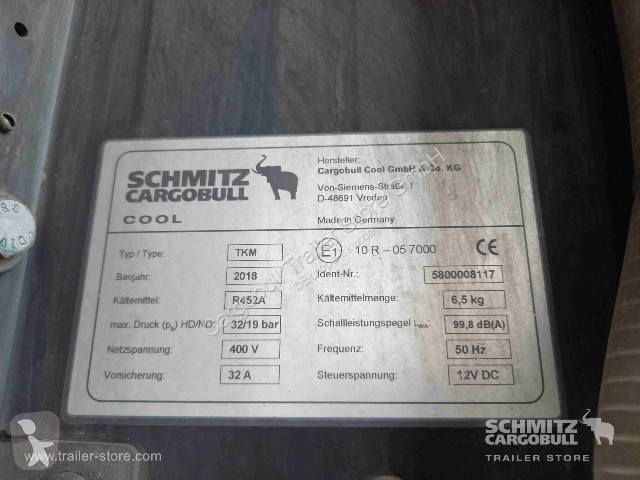 SCHMITZ
CARGOBULL
COOL
Hersteller:
Cargobull Cool GmbH & Co. KG
Von-Siemens-Straße 1
D-48691 Vreden
Made in Germany
Typ / Type: TKM E1 10 R - 05 7000 CE
Baujahr: 2018 Ident-Nr.: 5800008117
Kältemittel: R452A Kältemittelmenge: 6,5 kg
max. Druck (pₛ) HD/ND: 32/19 bar Schallleistungspegel LWA: 99,8 dB(A)
Netzspannung: 400 V Frequenz: 50 Hz
Vorsicherung: 32 A Steuerspannung: 12V DC
www.trailer-store.com
SCHMITZ
CARGOBULL
TRAILER STORE